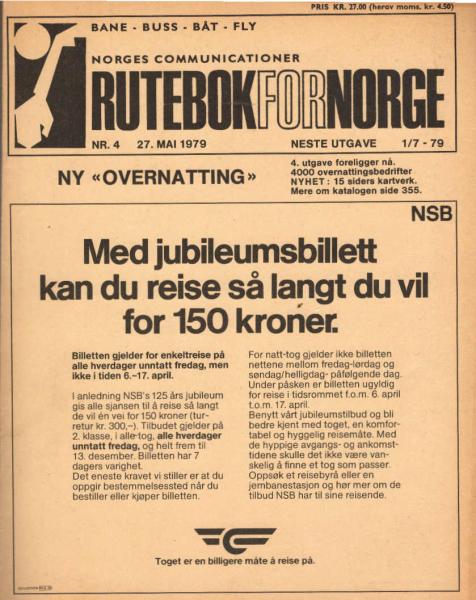 PRIS KR. 27.00 (herav moms. kr. 4.50)
BANE - BUSS - BÅT - FLY
NORGES COMMUNICATIONER
RUTEBOKFORNORGE
NR. 4 27. MAI 1979 NESTE UTGAVE 1/7 - 79
NY «OVERNATTING»
4. utgave foreligger nå.
4000 overnattingsbedrifter
NYHET : 15 siders kartverk.
Mere om katalogen side 355.
NSB
Med jubileumsbillett
kan du reise så langt du vil
for 150 kroner.
Billetten gjelder for enkeltreise på
alle hverdager unntatt fredag, men
ikke i tiden 6.–17. april.
I anledning NSB's 125 års jubileum
gis alle sjansen til å reise så langt
de vil én vei for 150 kroner (tur-
retur kr. 300,–). Tilbudet gjelder på
2. klasse, i alle tog, alle hverdager
unntatt fredag, og helt frem til
13. desember. Billetten har 7
dagers varighet.
Det eneste kravet vi stiller er at du
oppgir bestemmelsessted når du
bestiller eller kjøper billetten.
For natt-tog gjelder ikke billetten
nettene mellom fredag-lørdag og
søndag/helligdag- påfølgende dag.
Under påsken er billetten ugyldig
for reise i tidsrommet f.o.m. 6 april
t.o.m. 17. april.
Benytt vårt jubileumstilbud og bli
bedre kjent med toget, en komfor-
tabel og hyggelig reisemåte. Med
de hyppige avgangs- og ankomst-
tidene skulle det ikke være van-
skelig å finne et tog som passer.
Oppsøk et reisebyrå eller en
jernbanestasjon og hør mer om de
tilbud NSB har til sine reisende.
Toget er en billigere måte å reise på.